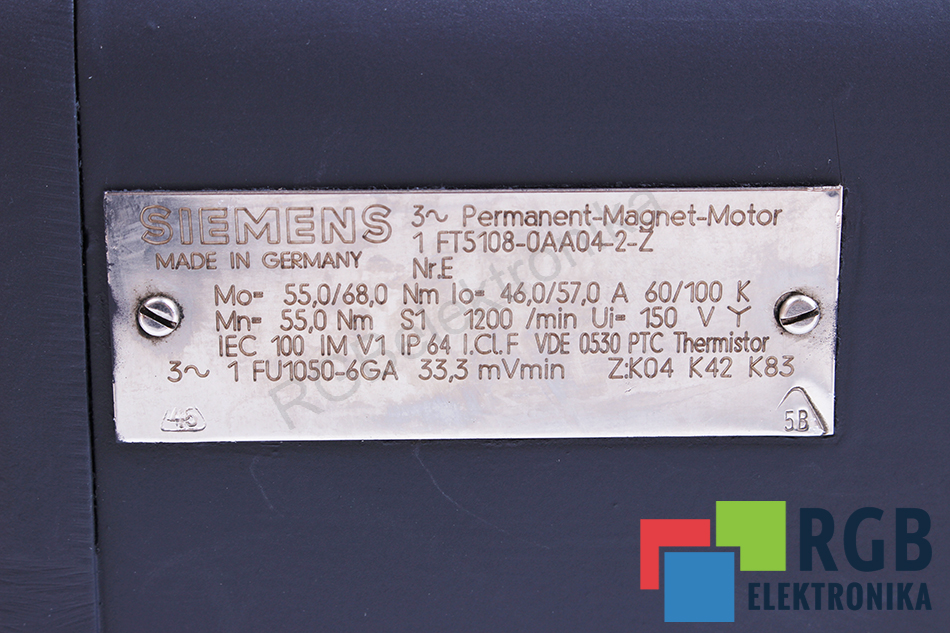 SIEMENS 3~ Permanent-Magnet-Motor
1 FT5108-0AA04-2-Z
MADE IN GERMANY Nr.E
Mo= 55,0/68,0 Nm Io= 46,0/57,0 A 60/100 K
Mn= 55,0 Nm S1 1200 /min Ui= 150 V Y
IEC 100 IM V1 IP 64 I.Cl.F VDE 0530 PTC Thermistor
3~ 1 FU1050-6GA 33,3 mVmin Z:K04 K42 K83
5B
RGB elektronika
RGB
ELEKTRONIKA